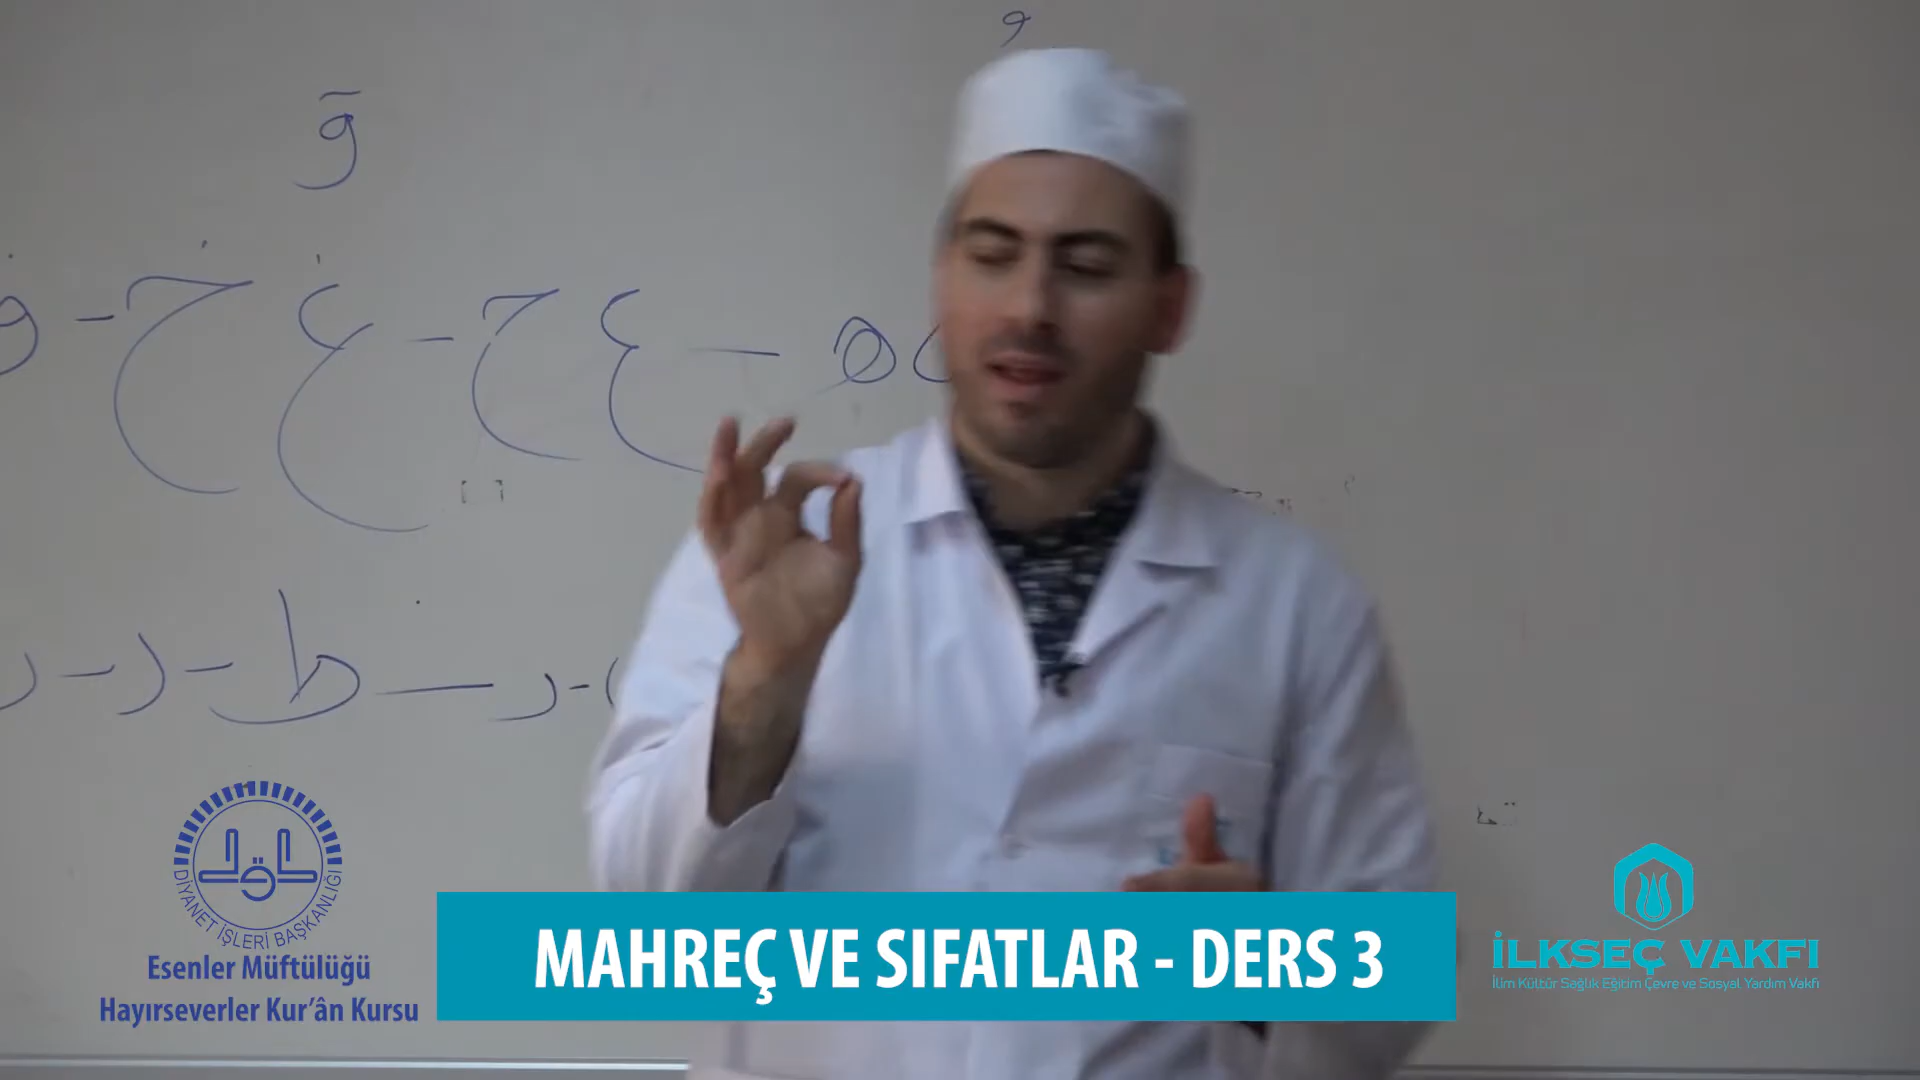 و
هـ - ع ح - غ خ - و
ر - ط - د -
DİYANET İŞLERİ BAŞKANLIĞI
Esenler Müftülüğü
Hayırseverler Kur'ân Kursu
MAHREÇ VE SIFATLAR - DERS 3
İLKSEÇ VAKFI
İlim Kültür Sağlık Eğitim Çevre ve Sosyal Yardım Vakfı